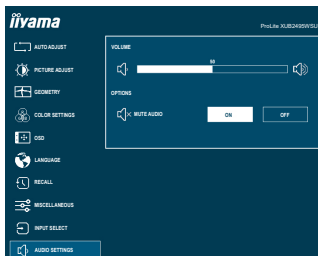 iiyama
ProLite XUB2495WSU
AUTO ADJUST
PICTURE ADJUST
GEOMETRY
COLOR SETTINGS
OSD
LANGUAGE
RECALL
MISCELLANEOUS
INPUT SELECT
AUDIO SETTINGS
VOLUME
50
OPTIONS
MUTE AUDIO
ON
OFF